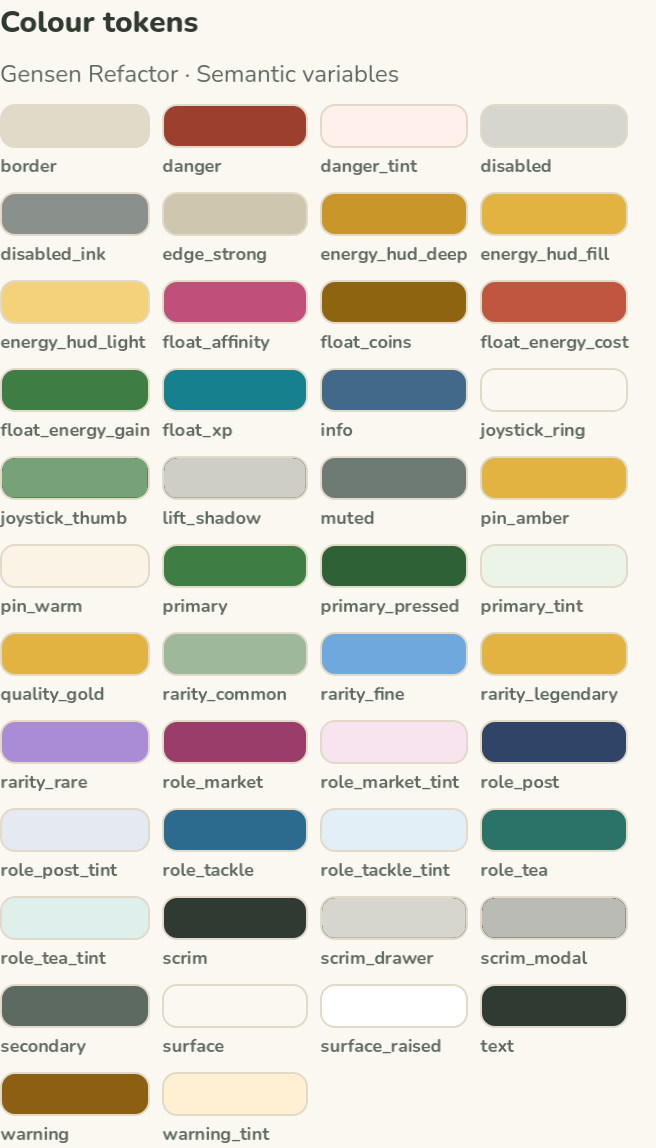 Colour tokens
Gensen Refactor · Semantic variables
border danger danger_tint disabled
disabled_ink edge_strong energy_hud_deep energy_hud_fill
energy_hud_light float_affinity float_coins float_energy_cost
float_energy_gain float_xp info joystick_ring
joystick_thumb lift_shadow muted pin_amber
pin_warm primary primary_pressed primary_tint
quality_gold rarity_common rarity_fine rarity_legendary
rarity_rare role_market role_market_tint role_post
role_post_tint role_tackle role_tackle_tint role_tea
role_tea_tint scrim scrim_drawer scrim_modal
secondary surface surface_raised text
warning warning_tint